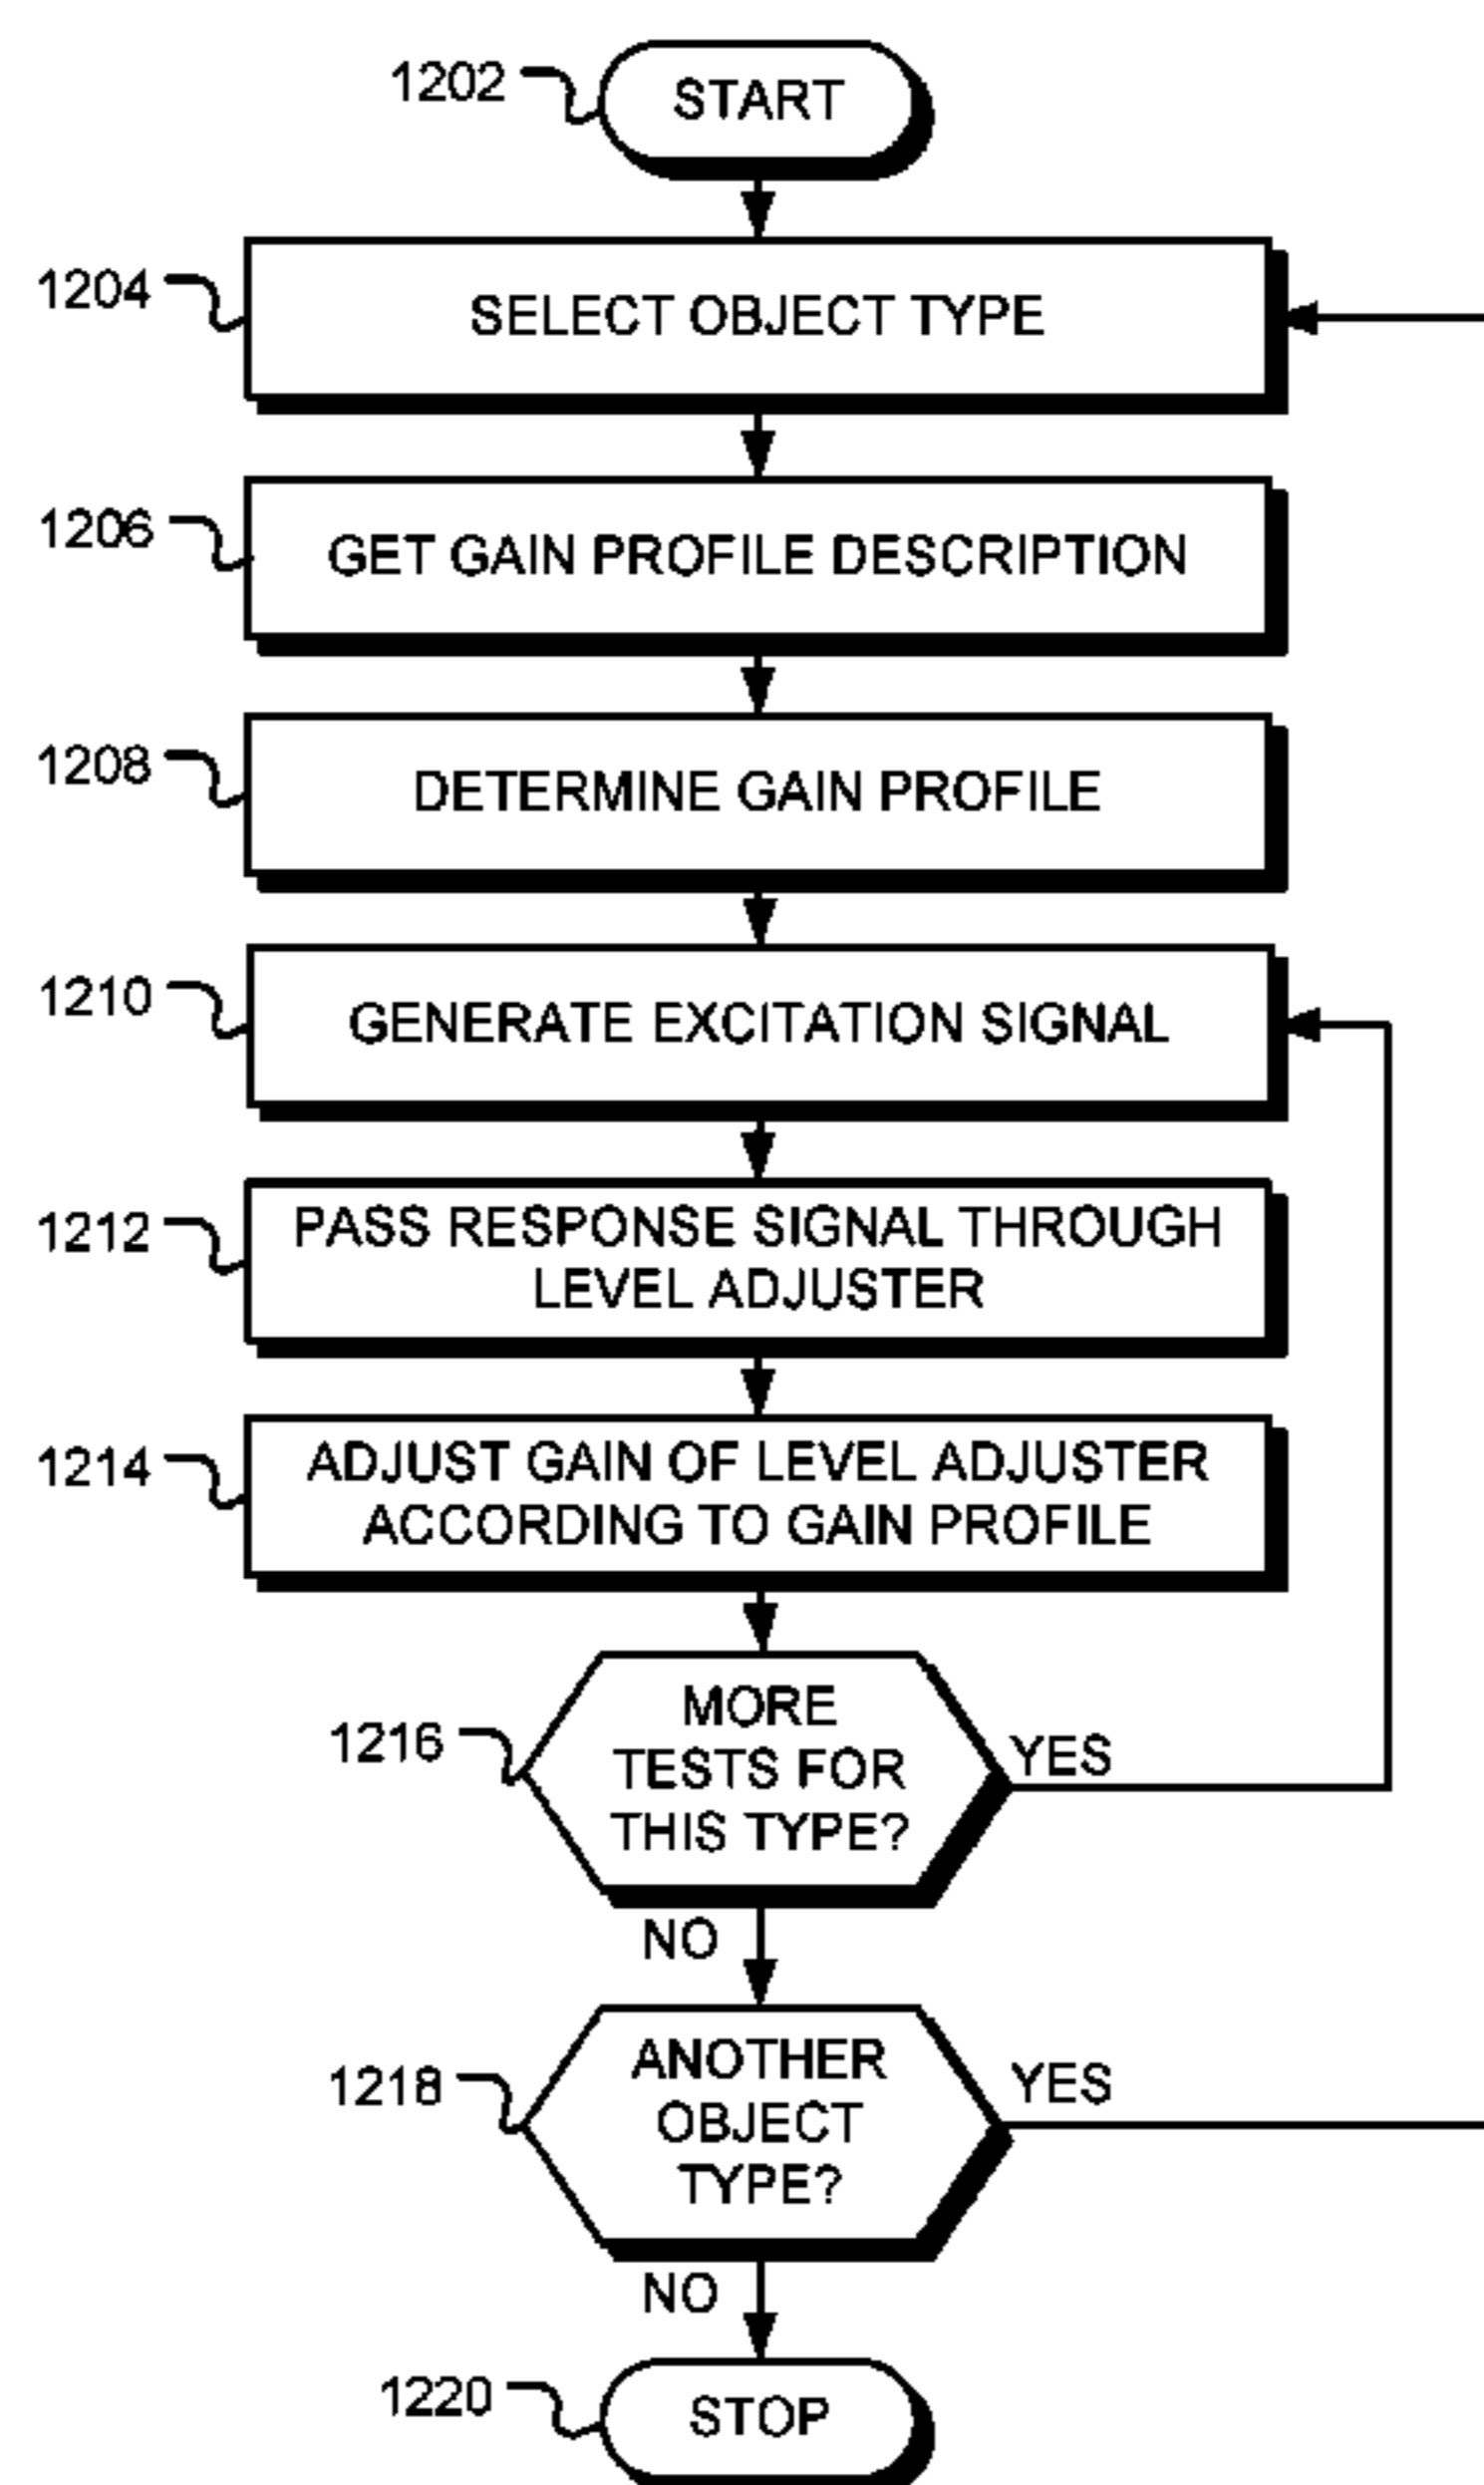 1202
START
1204
SELECT OBJECT TYPE
1206
GET GAIN PROFILE DESCRIPTION
1208
DETERMINE GAIN PROFILE
1210
GENERATE EXCITATION SIGNAL
1212
PASS RESPONSE SIGNAL THROUGH
LEVEL ADJUSTER
1214
ADJUST GAIN OF LEVEL ADJUSTER
ACCORDING TO GAIN PROFILE
1216
MORE
TESTS FOR
THIS TYPE?
YES
NO
1218
ANOTHER
OBJECT
TYPE?
YES
NO
1220
STOP